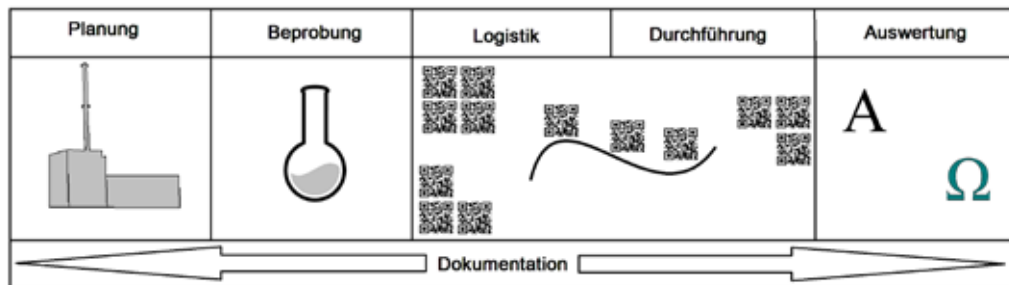 Planung
Beprobung
Logistik
Durchführung
Auswertung
A
Ω
Dokumentation